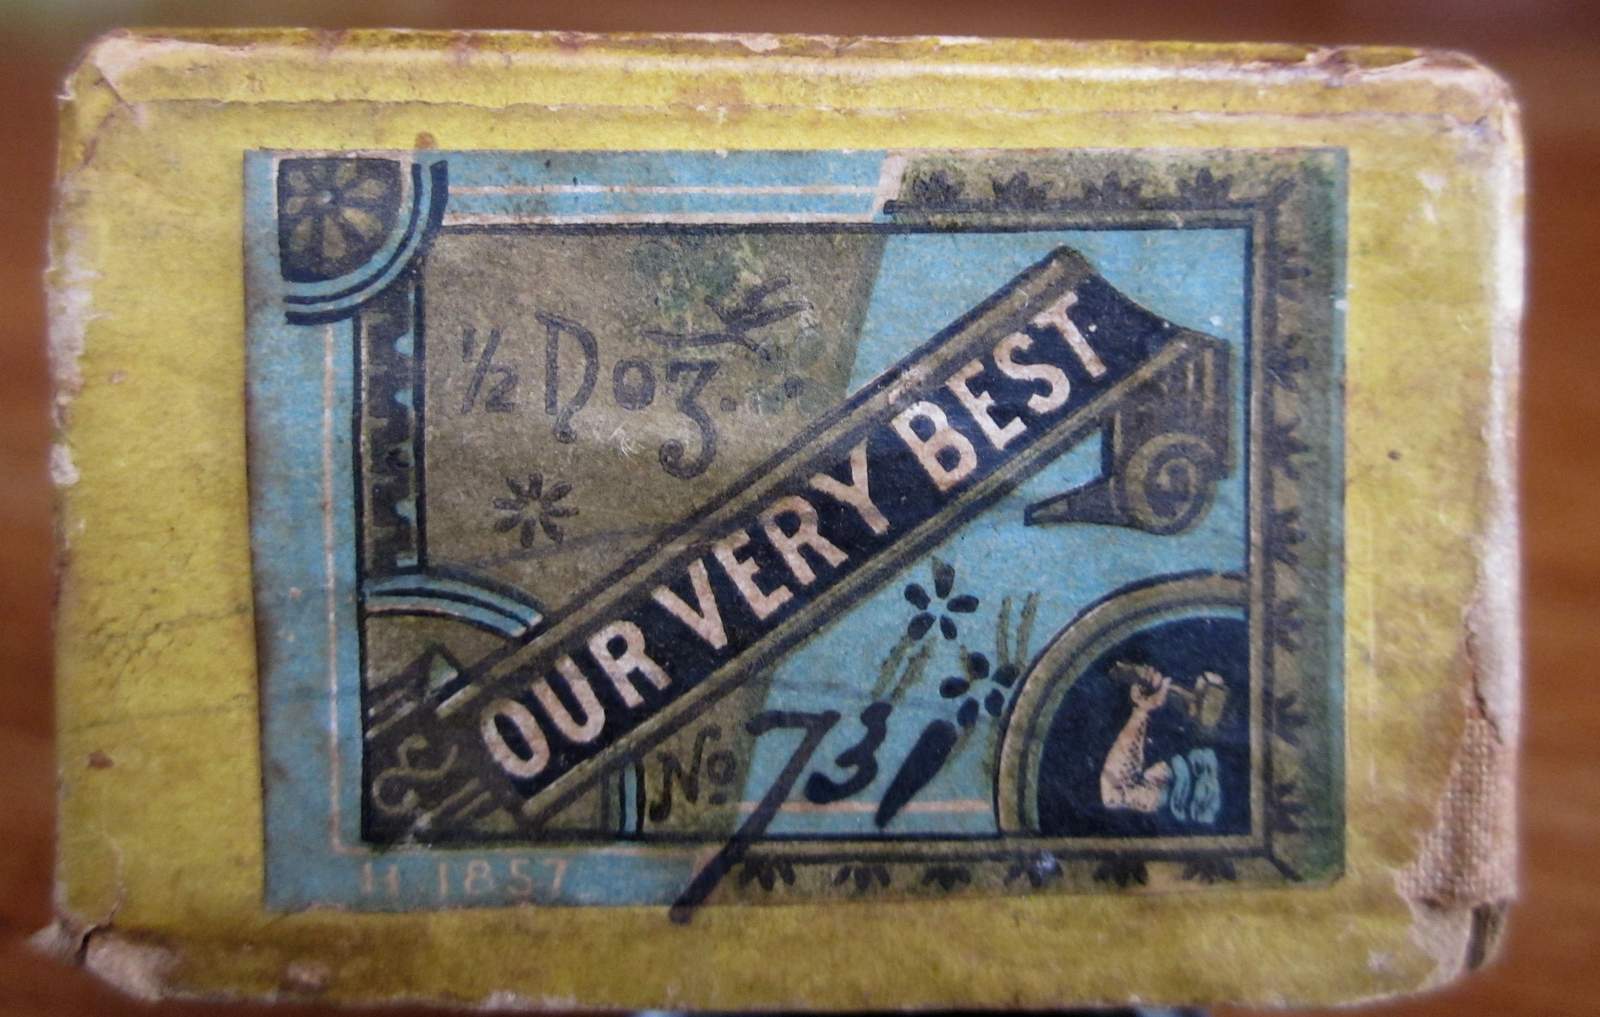 ½ Doz.
OUR VERY BEST
No 731
H 1857